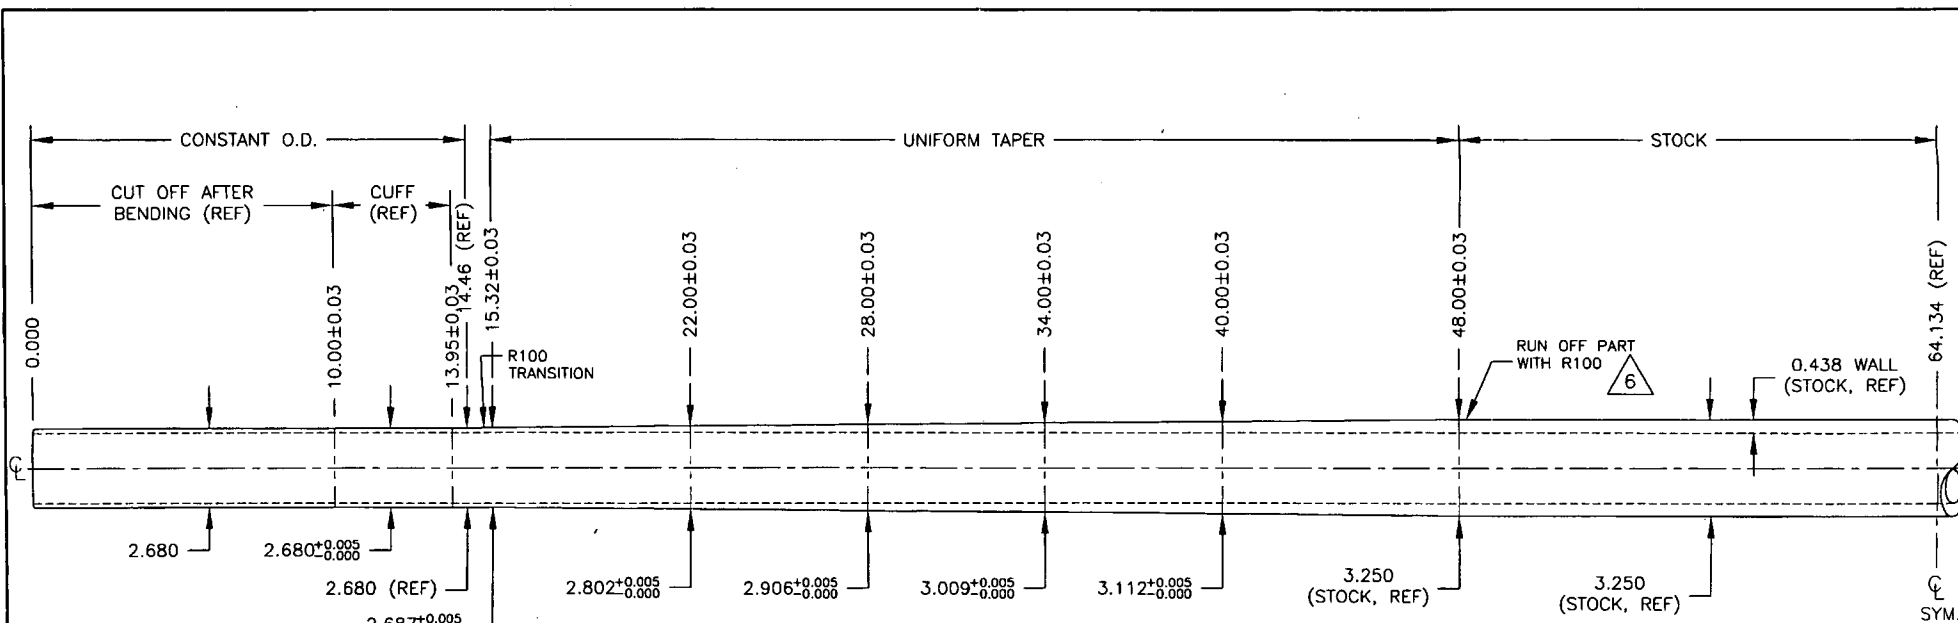 CONSTANT O.D.
UNIFORM TAPER
STOCK
CUT OFF AFTER
BENDING (REF)
CUFF
(REF)
0.000
10.00±0.03
13.95±0.03
14.46 (REF)
15.32±0.03
22.00±0.03
28.00±0.03
34.00±0.03
40.00±0.03
48.00±0.03
64.134 (REF)
R100
TRANSITION
RUN OFF PART
WITH R100
6
0.438 WALL
(STOCK, REF)
℄
2.680
2.680+0.005
-0.000
2.680 (REF)
2.687+0.005
2.802+0.005
-0.000
2.906+0.005
-0.000
3.009+0.005
-0.000
3.112+0.005
-0.000
3.250
(STOCK, REF)
3.250
(STOCK, REF)
℄
SYM.